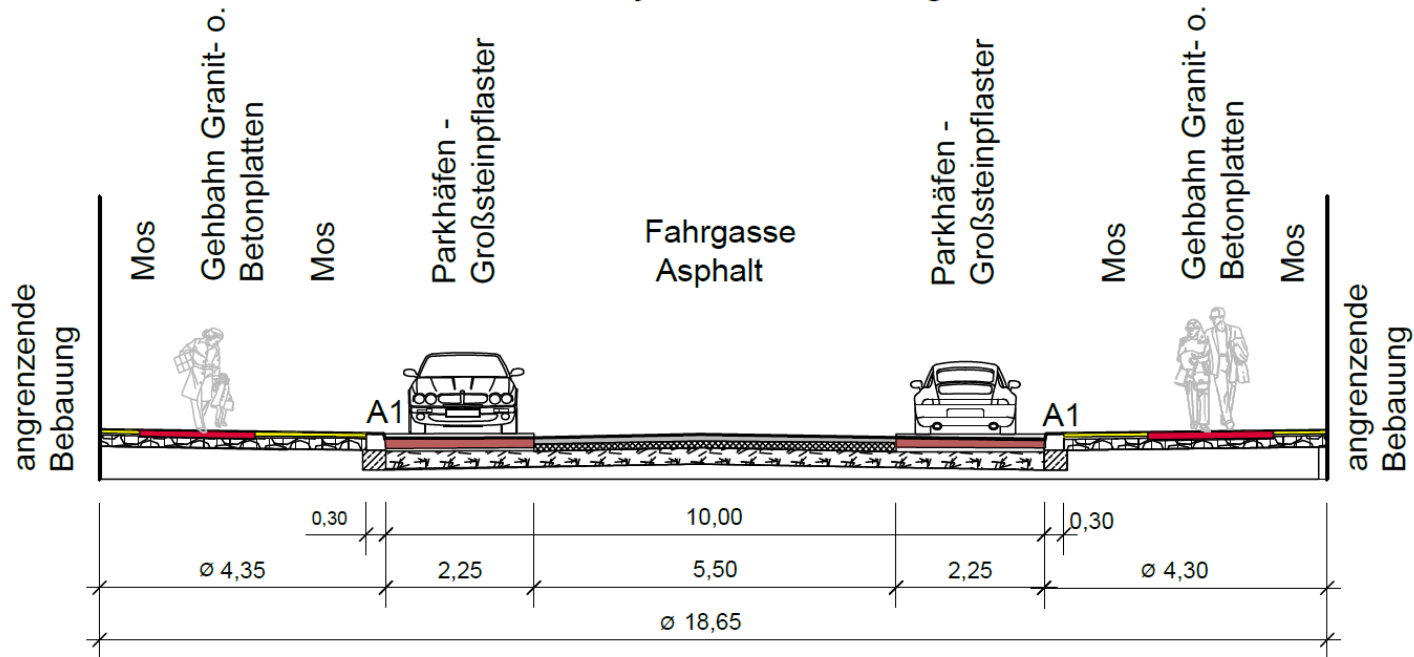 Mos
Gehbahn Granit- o.
Betonplatten
Mos
Parkhäfen -
Großsteinpflaster
Fahrgasse
Asphalt
Parkhäfen -
Großsteinpflaster
Mos
Gehbahn Granit- o.
Betonplatten
Mos
angrenzende
Bebauung
A1
A1
angrenzende
Bebauung
0,30
10,00
0,30
ø 4,35
2,25
5,50
2,25
ø 4,30
ø 18,65